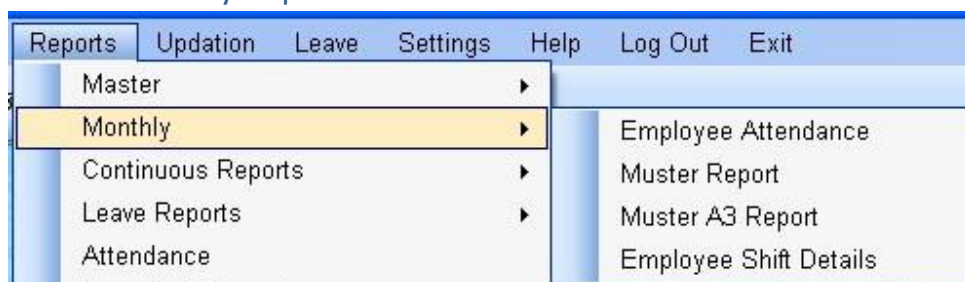 Reports Updation Leave Settings Help Log Out Exit
Master
Monthly
Continuous Reports
Leave Reports
Attendance
Employee Attendance
Muster Report
Muster A3 Report
Employee Shift Details